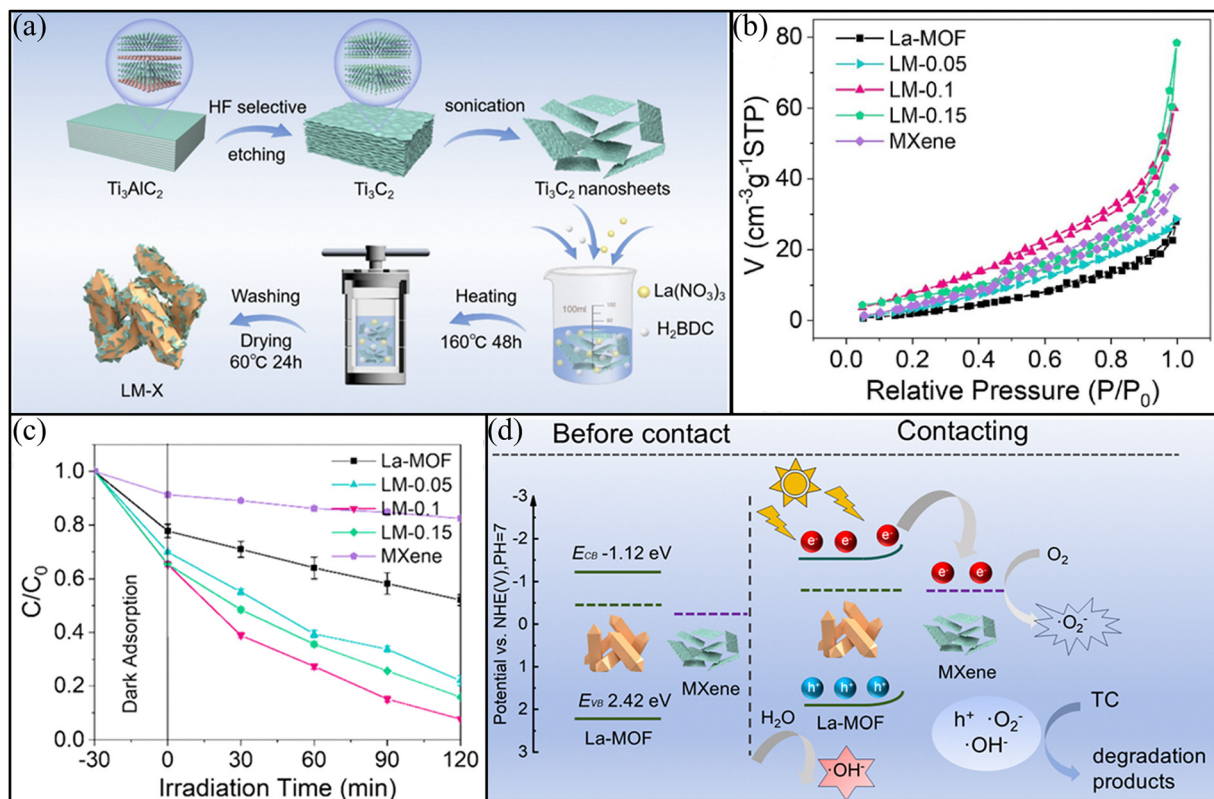 (a)
HF selective
etching
sonication
Ti₃AlC₂
Ti₃C₂
Ti₃C₂ nanosheets
La(NO₃)₃
H₂BDC
100ml
Heating
160℃ 48h
Washing
Drying
60℃ 24h
LM-X
(b)
La-MOF
LM-0.05
LM-0.1
LM-0.15
MXene
V (cm⁻³g⁻¹STP)
80
60
40
20
0
0.0 0.2 0.4 0.6 0.8 1.0
Relative Pressure (P/P₀)
(c)
La-MOF
LM-0.05
LM-0.1
LM-0.15
MXene
Dark Adsorption
C/C₀
1.0
0.8
0.6
0.4
0.2
0.0
-30 0 30 60 90 120
Irradiation Time (min)
(d)
Before contact
Contacting
Potential vs. NHE(V),PH=7
-3
-2
-1
0
1
2
3
E_CB -1.12 eV
E_VB 2.42 eV
La-MOF
MXene
e⁻ e⁻ e⁻
e⁻ e⁻
O₂
·O₂⁻
MXene
h⁺ h⁺ h⁺
La-MOF
H₂O
·OH⁻
h⁺ ·O₂⁻
·OH⁻
TC
degradation
products